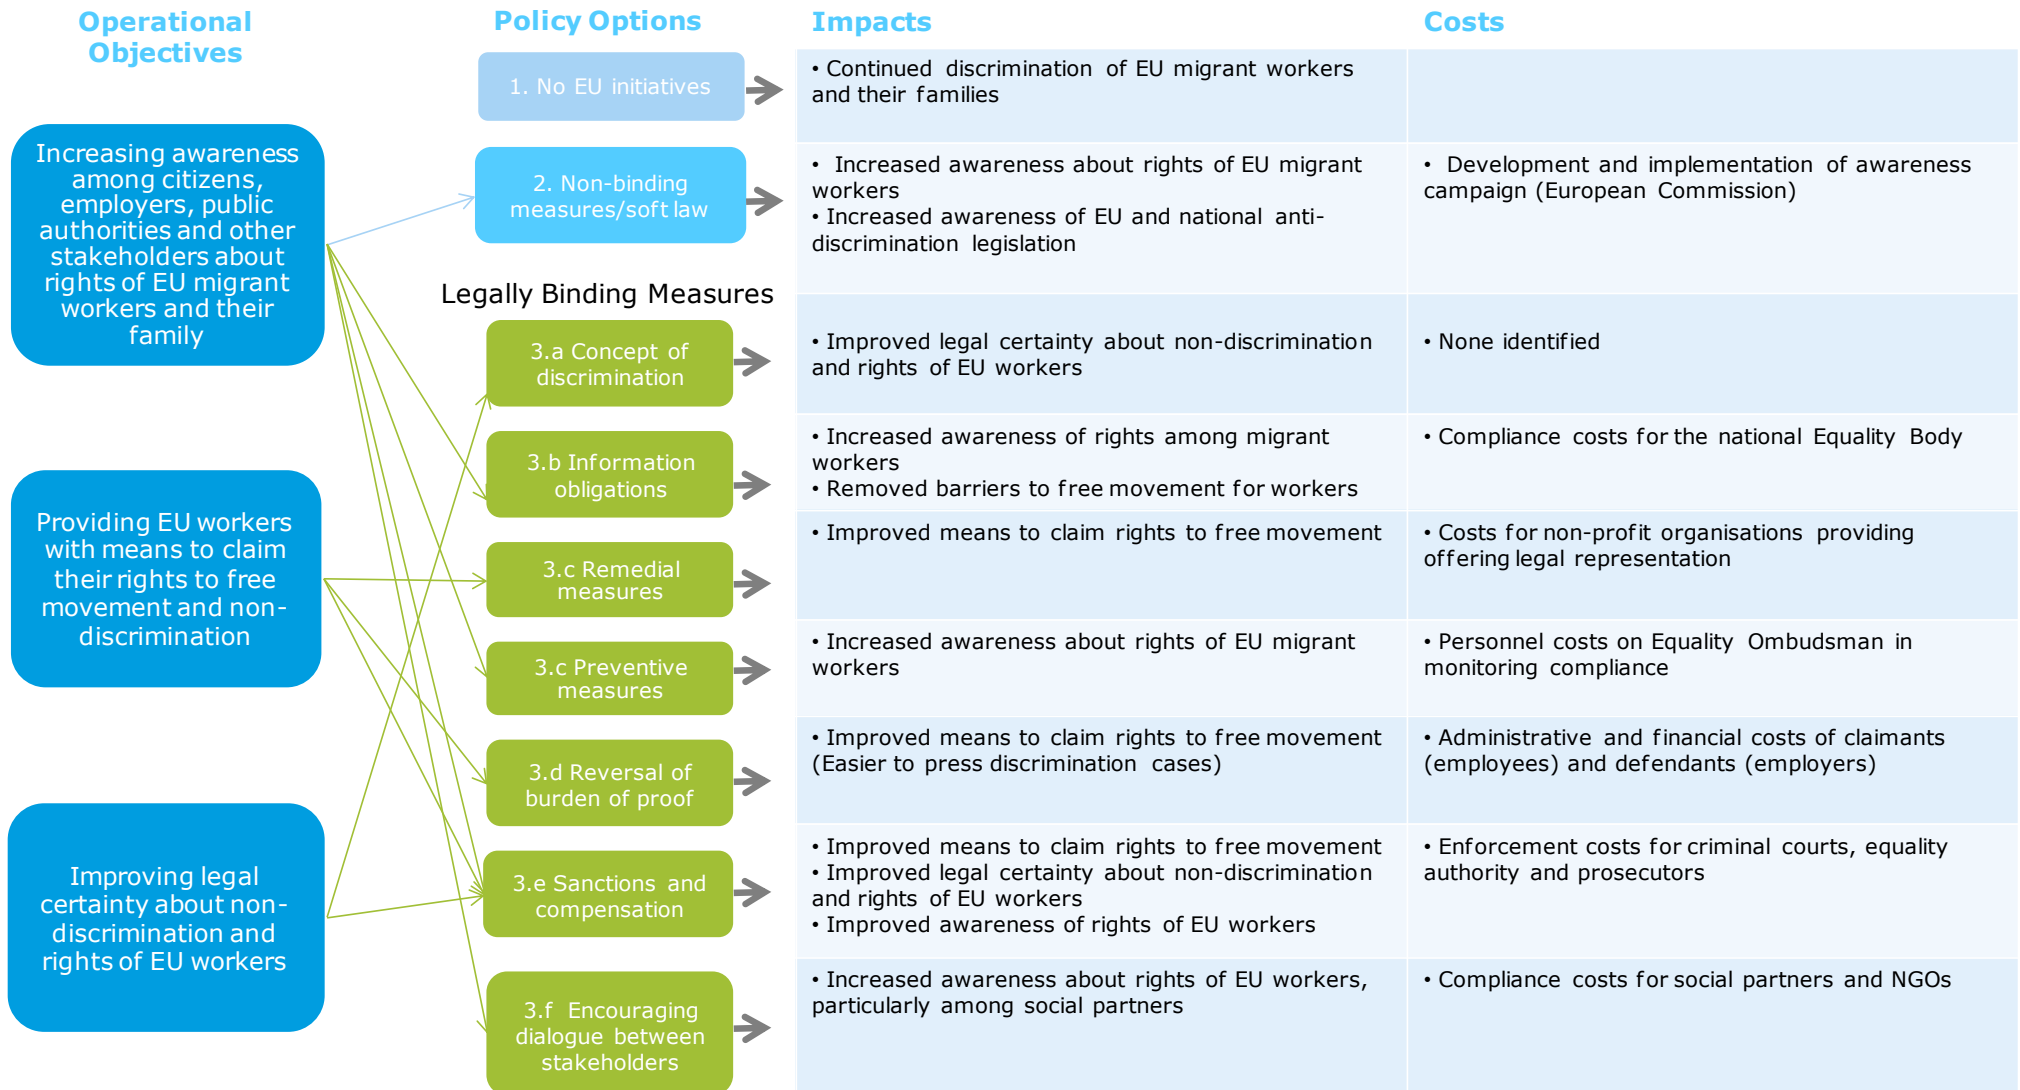 Operational
Objectives
Policy Options
Impacts
Costs
Increasing awareness
among citizens,
employers, public
authorities and other
stakeholders about
rights of EU migrant
workers and their
family
Providing EU workers
with means to claim
their rights to free
movement and non-
discrimination
Improving legal
certainty about non-
discrimination and
rights of EU workers
1. No EU initiatives
• Continued discrimination of EU migrant workers
and their families
2. Non-binding
measures/soft law
• Increased awareness about rights of EU migrant
workers
• Increased awareness of EU and national anti-
discrimination legislation
• Development and implementation of awareness
campaign (European Commission)
Legally Binding Measures
3.a Concept of
discrimination
• Improved legal certainty about non-discrimination
and rights of EU workers
• None identified
3.b Information
obligations
• Increased awareness of rights among migrant
workers
• Removed barriers to free movement for workers
• Compliance costs for the national Equality Body
3.c Remedial
measures
• Improved means to claim rights to free movement
• Costs for non-profit organisations providing
offering legal representation
3.c Preventive
measures
• Increased awareness about rights of EU migrant
workers
• Personnel costs on Equality Ombudsman in
monitoring compliance
3.d Reversal of
burden of proof
• Improved means to claim rights to free movement
(Easier to press discrimination cases)
• Administrative and financial costs of claimants
(employees) and defendants (employers)
3.e Sanctions and
compensation
• Improved means to claim rights to free movement
• Improved legal certainty about non-discrimination
and rights of EU workers
• Improved awareness of rights of EU workers
• Enforcement costs for criminal courts, equality
authority and prosecutors
3.f Encouraging
dialogue between
stakeholders
• Increased awareness about rights of EU workers,
particularly among social partners
• Compliance costs for social partners and NGOs